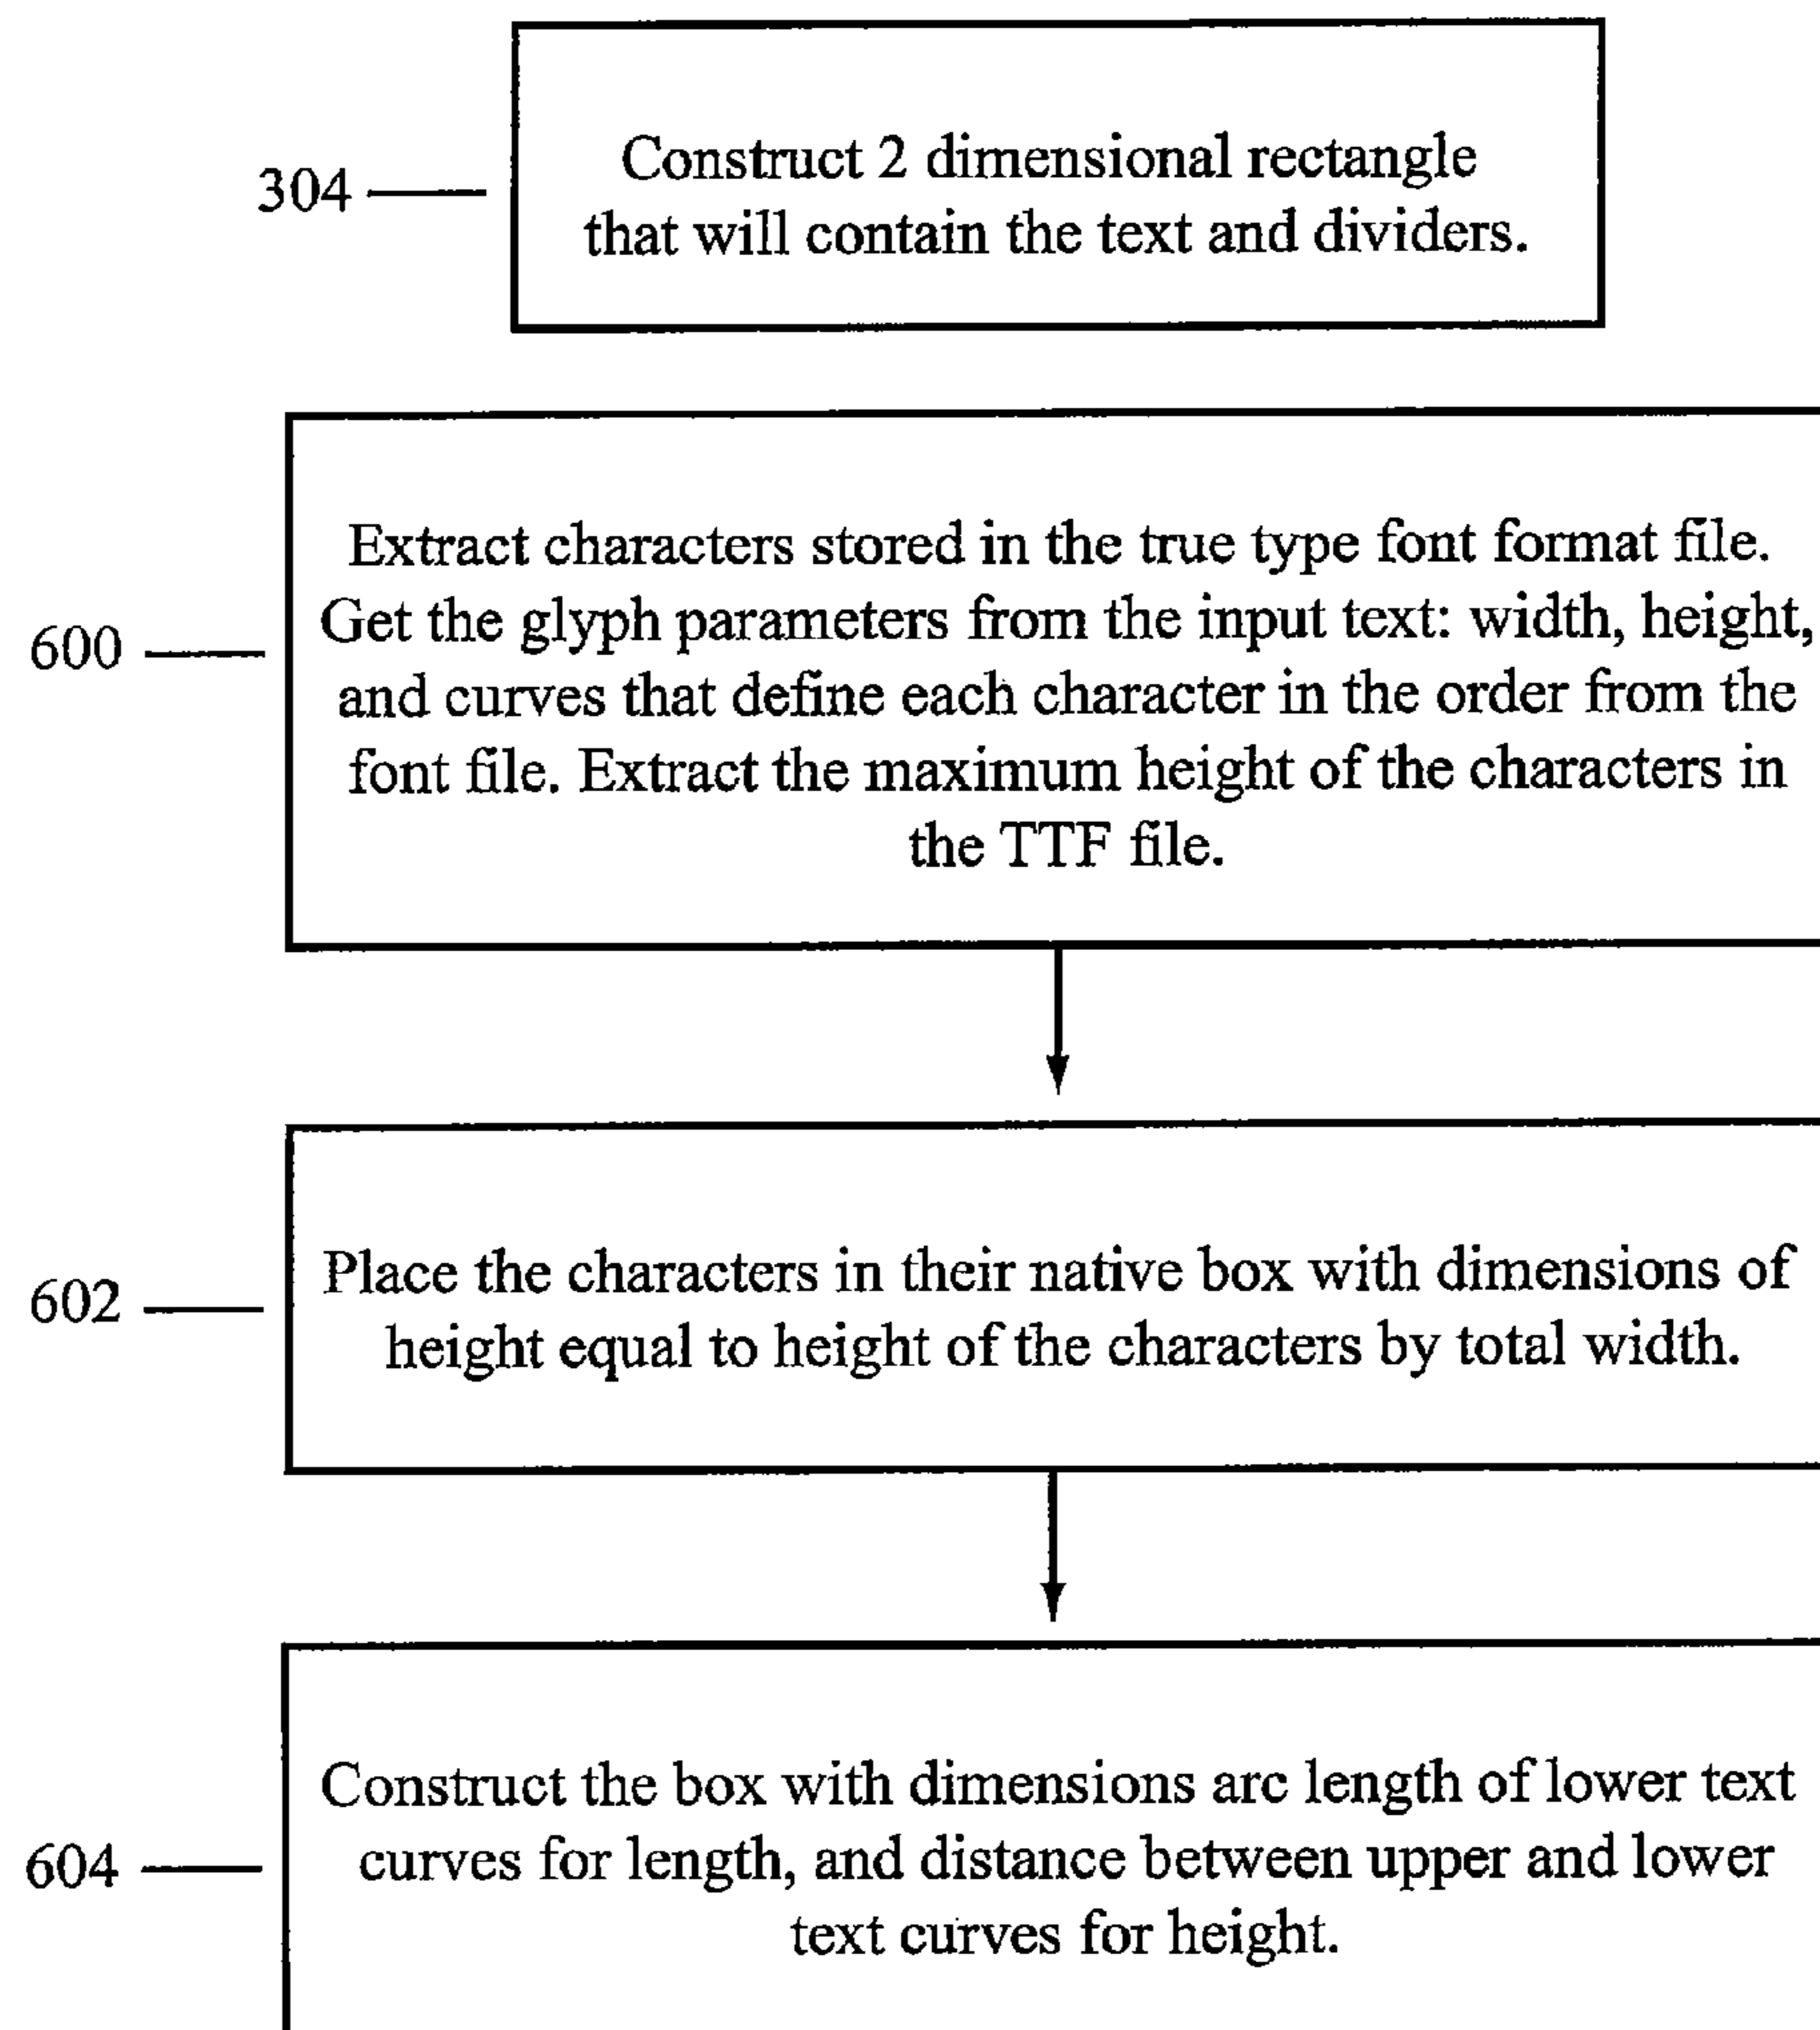 304
Construct 2 dimensional rectangle
that will contain the text and dividers.
600
Extract characters stored in the true type font format file.
Get the glyph parameters from the input text: width, height,
and curves that define each character in the order from the
font file. Extract the maximum height of the characters in
the TTF file.
602
Place the characters in their native box with dimensions of
height equal to height of the characters by total width.
604
Construct the box with dimensions arc length of lower text
curves for length, and distance between upper and lower
text curves for height.